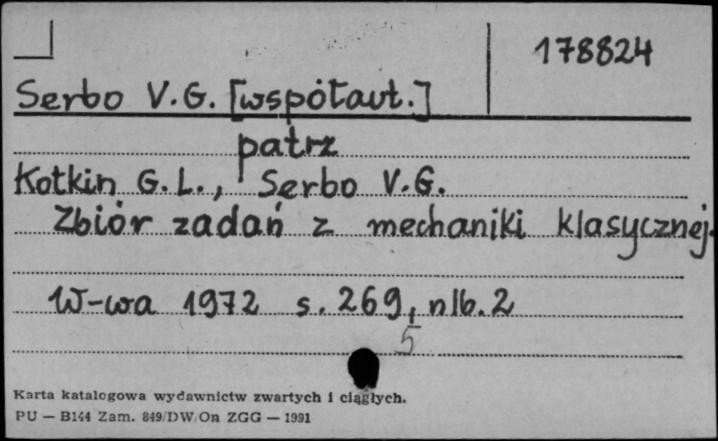 178824
Serbo V.G. [współaut.]
patrz
Kotkin G.L., Serbo V.G.
Zbiór zadań z mechaniki klasycznej.
W-wa 1972 s. 269, nlb. 2
5
Karta katalogowa wydawnictw zwartych i ciągłych.
PU — B144 Zam. 849/DW/On ZGG — 1991